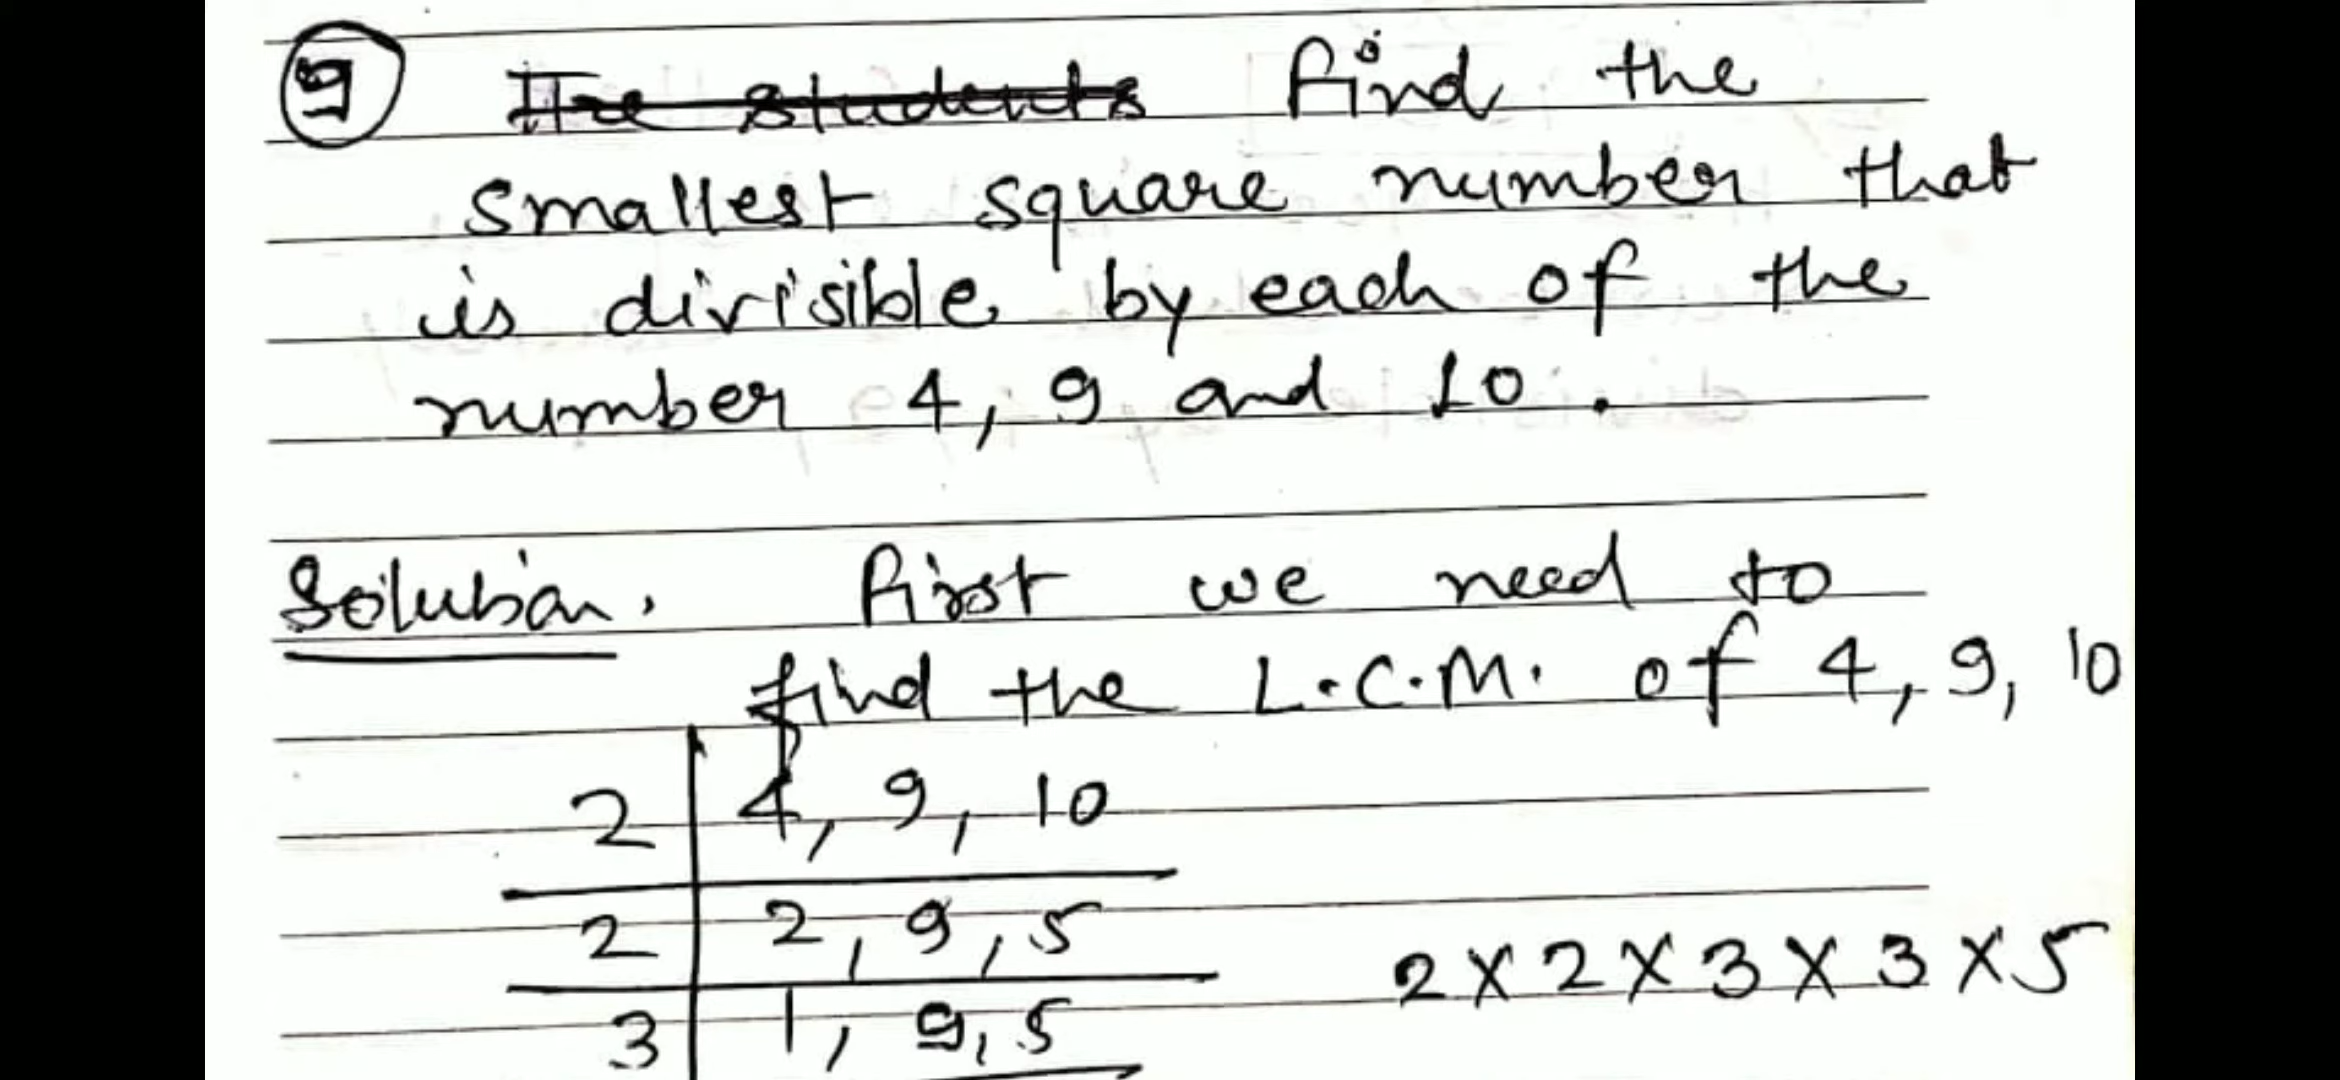 9 The students find the
smallest square number that
is divisible by each of the
number 4, 9 and 10.
Solution. first we need to
find the L.C.M. of 4, 9, 10
2 | 4, 9, 10
2 | 2, 9, 5
2×2×3×3×5
3 | 1, 9, 5